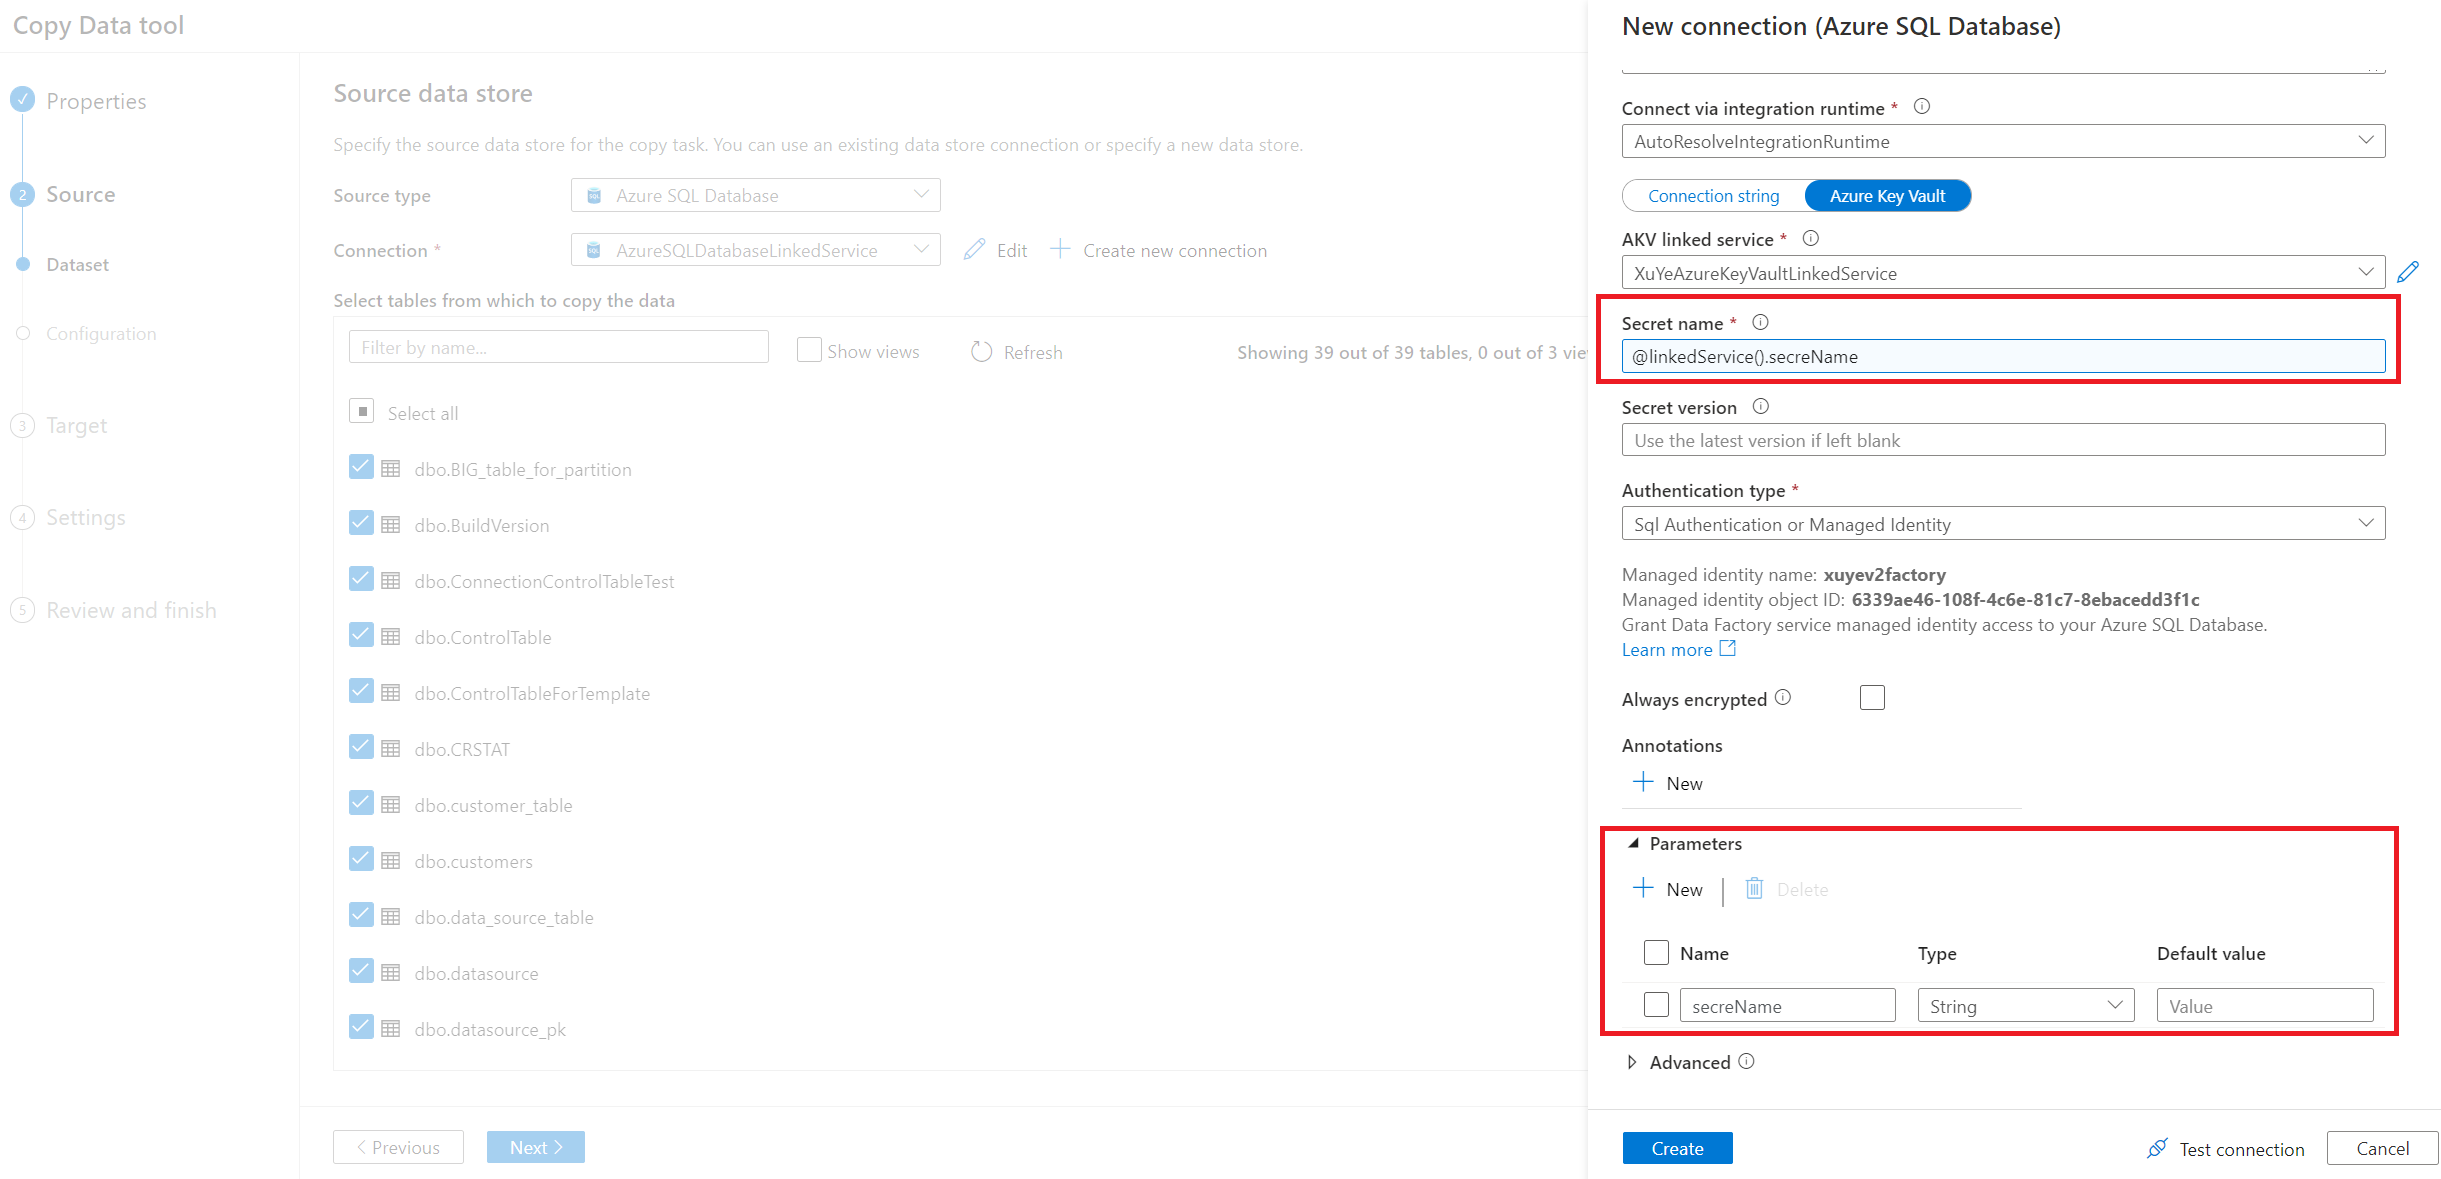 Copy Data tool
Properties
2 Source
Dataset
Configuration
3 Target
4 Settings
5 Review and finish
Source data store
Specify the source data store for the copy task. You can use an existing data store connection or specify a new data store.
Source type
SQL Azure SQL Database
Connection *
SQL AzureSQLDatabaseLinkedService
Edit
Create new connection
Select tables from which to copy the data
Filter by name...
Show views
Refresh
Showing 39 out of 39 tables, 0 out of 3 vie
Select all
dbo.BIG_table_for_partition
dbo.BuildVersion
dbo.ConnectionControlTableTest
dbo.ControlTable
dbo.ControlTableForTemplate
dbo.CRSTAT
dbo.customer_table
dbo.customers
dbo.data_source_table
dbo.datasource
dbo.datasource_pk
< Previous
Next >
New connection (Azure SQL Database)
Connect via integration runtime *
AutoResolveIntegrationRuntime
Connection string
Azure Key Vault
AKV linked service *
XuYeAzureKeyVaultLinkedService
Secret name *
@linkedService().secreName
Secret version
Use the latest version if left blank
Authentication type *
Sql Authentication or Managed Identity
Managed identity name: xuyev2factory
Managed identity object ID: 6339ae46-108f-4c6e-81c7-8ebacedd3f1c
Grant Data Factory service managed identity access to your Azure SQL Database.
Learn more
Always encrypted
Annotations
New
Parameters
New
Delete
Name
Type
Default value
secreName
String
Value
Advanced
Create
Test connection
Cancel